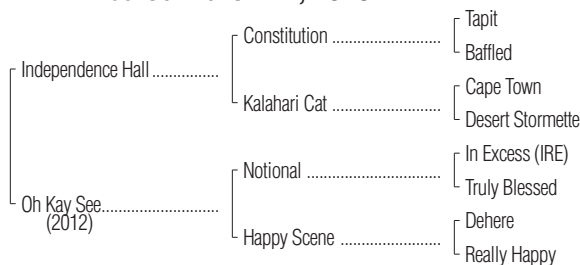 Constitution
Tapit
Baffled
Independence Hall
Kalahari Cat
Cape Town
Desert Stormette
Oh Kay See
(2012)
Notional
In Excess (IRE)
Truly Blessed
Happy Scene
Dehere
Really Happy